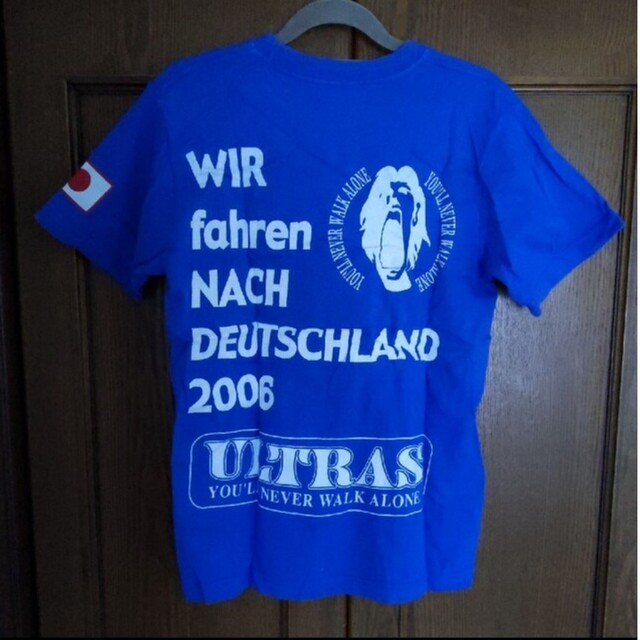 WIR
fahren
NACH
DEUTSCHLAND
2006
YOU'LL NEVER WALK ALONE
YOU'LL NEVER WALK ALONE
ULTRAS
YOU'LL NEVER WALK ALONE